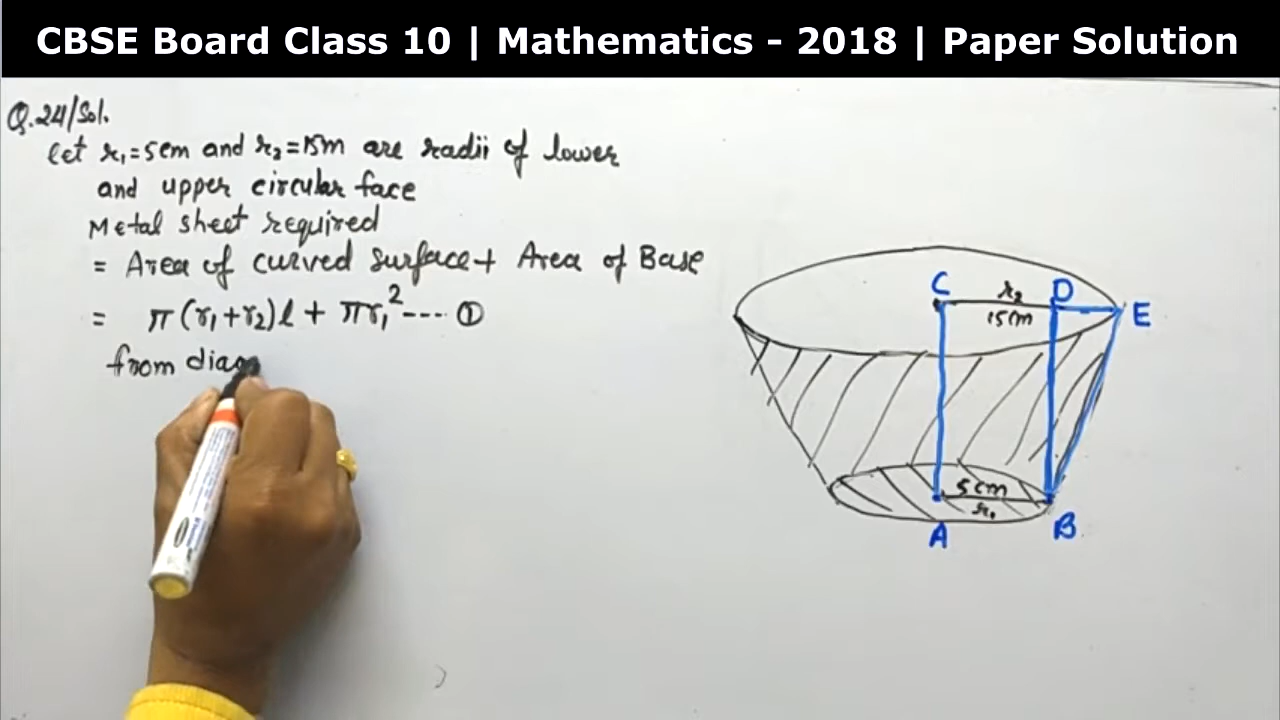 CBSE Board Class 10 | Mathematics - 2018 | Paper Solution
Q.24/Sol.
Let r₁=5cm and r₂=15m are radii of lower
and upper circular face
Metal sheet required
= Area of curved surface + Area of Base
= π(r₁+r₂)l + πr₁² ---- ①
from diag
C
r₂
D
15cm
E
5cm
r₁
A
B